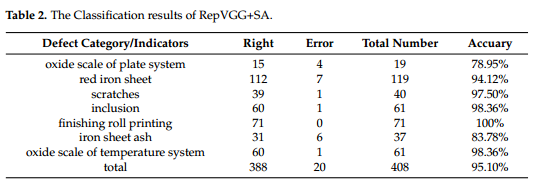 Table 2. The Classification results of RepVGG+SA.
Defect Category/Indicators Right Error Total Number Accuary
oxide scale of plate system 15 4 19 78.95%
red iron sheet 112 7 119 94.12%
scratches 39 1 40 97.50%
inclusion 60 1 61 98.36%
finishing roll printing 71 0 71 100%
iron sheet ash 31 6 37 83.78%
oxide scale of temperature system 60 1 61 98.36%
total 388 20 408 95.10%